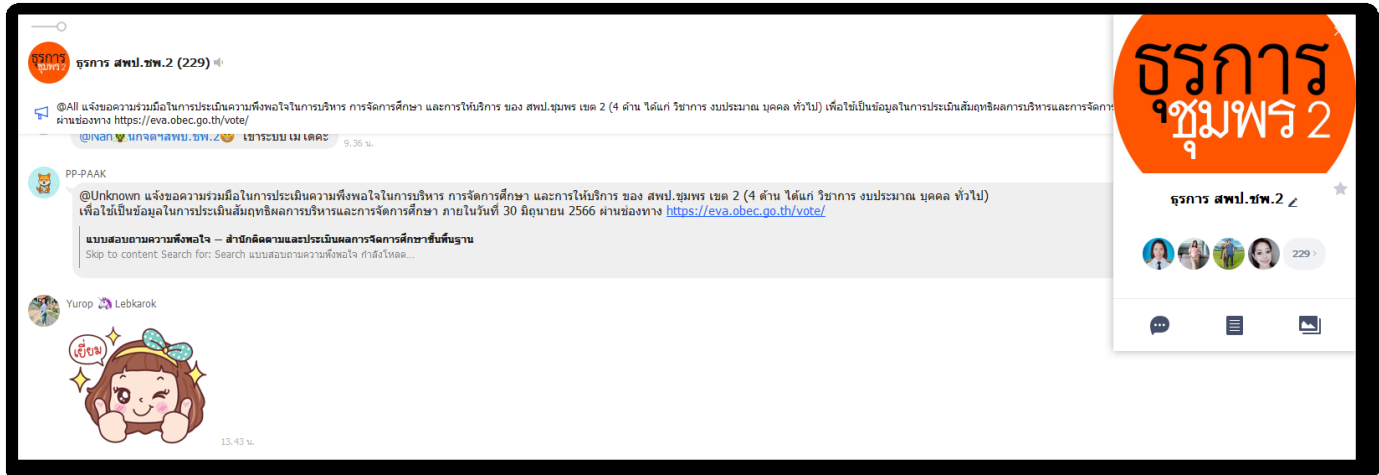 ธุรการ สพป.ชพ.2 (229)
@All แจ้งขอความร่วมมือในการประเมินความพึงพอใจในการบริหาร การจัดการศึกษา และการให้บริการ ของ สพป.ชุมพร เขต 2 (4 ด้าน ได้แก่ วิชาการ งบประมาณ บุคคล ทั่วไป) เพื่อใช้เป็นข้อมูลในการประเมินสัมฤทธิผลการบริหารและการจัดการ
ผ่านช่องทาง https://eva.obec.go.th/vote/
9.36 น.
PP-PAAK
@Unknown แจ้งขอความร่วมมือในการประเมินความพึงพอใจในการบริหาร การจัดการศึกษา และการให้บริการ ของ สพป.ชุมพร เขต 2 (4 ด้าน ได้แก่ วิชาการ งบประมาณ บุคคล ทั่วไป)
เพื่อใช้เป็นข้อมูลในการประเมินสัมฤทธิผลการบริหารและการจัดการศึกษา ภายในวันที่ 30 มิถุนายน 2566 ผ่านช่องทาง https://eva.obec.go.th/vote/
แบบสอบถามความพึงพอใจ – สำนักติดตามและประเมินผลการจัดการศึกษาขั้นพื้นฐาน
Skip to content Search for: Search แบบสอบถามความพึงพอใจ กำลังโหลด...
Yurop Lebkarok
เยี่ยม
13.43 น.
ธุรการ
ชุมพร 2
ธุรการ สพป.ชพ.2
229